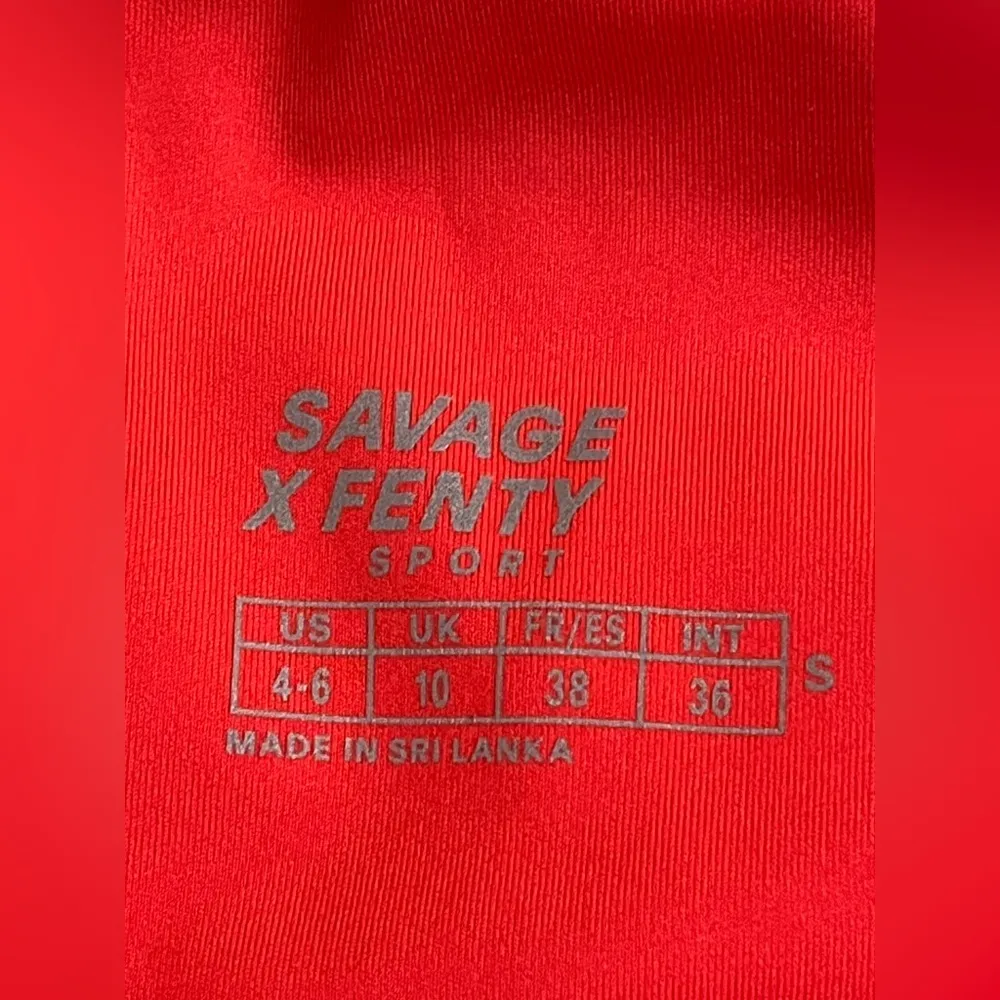 SAVAGE
X FENTY
SPORT
US UK FR/ES INT
4-6 10 38 36 S
MADE IN SRI LANKA